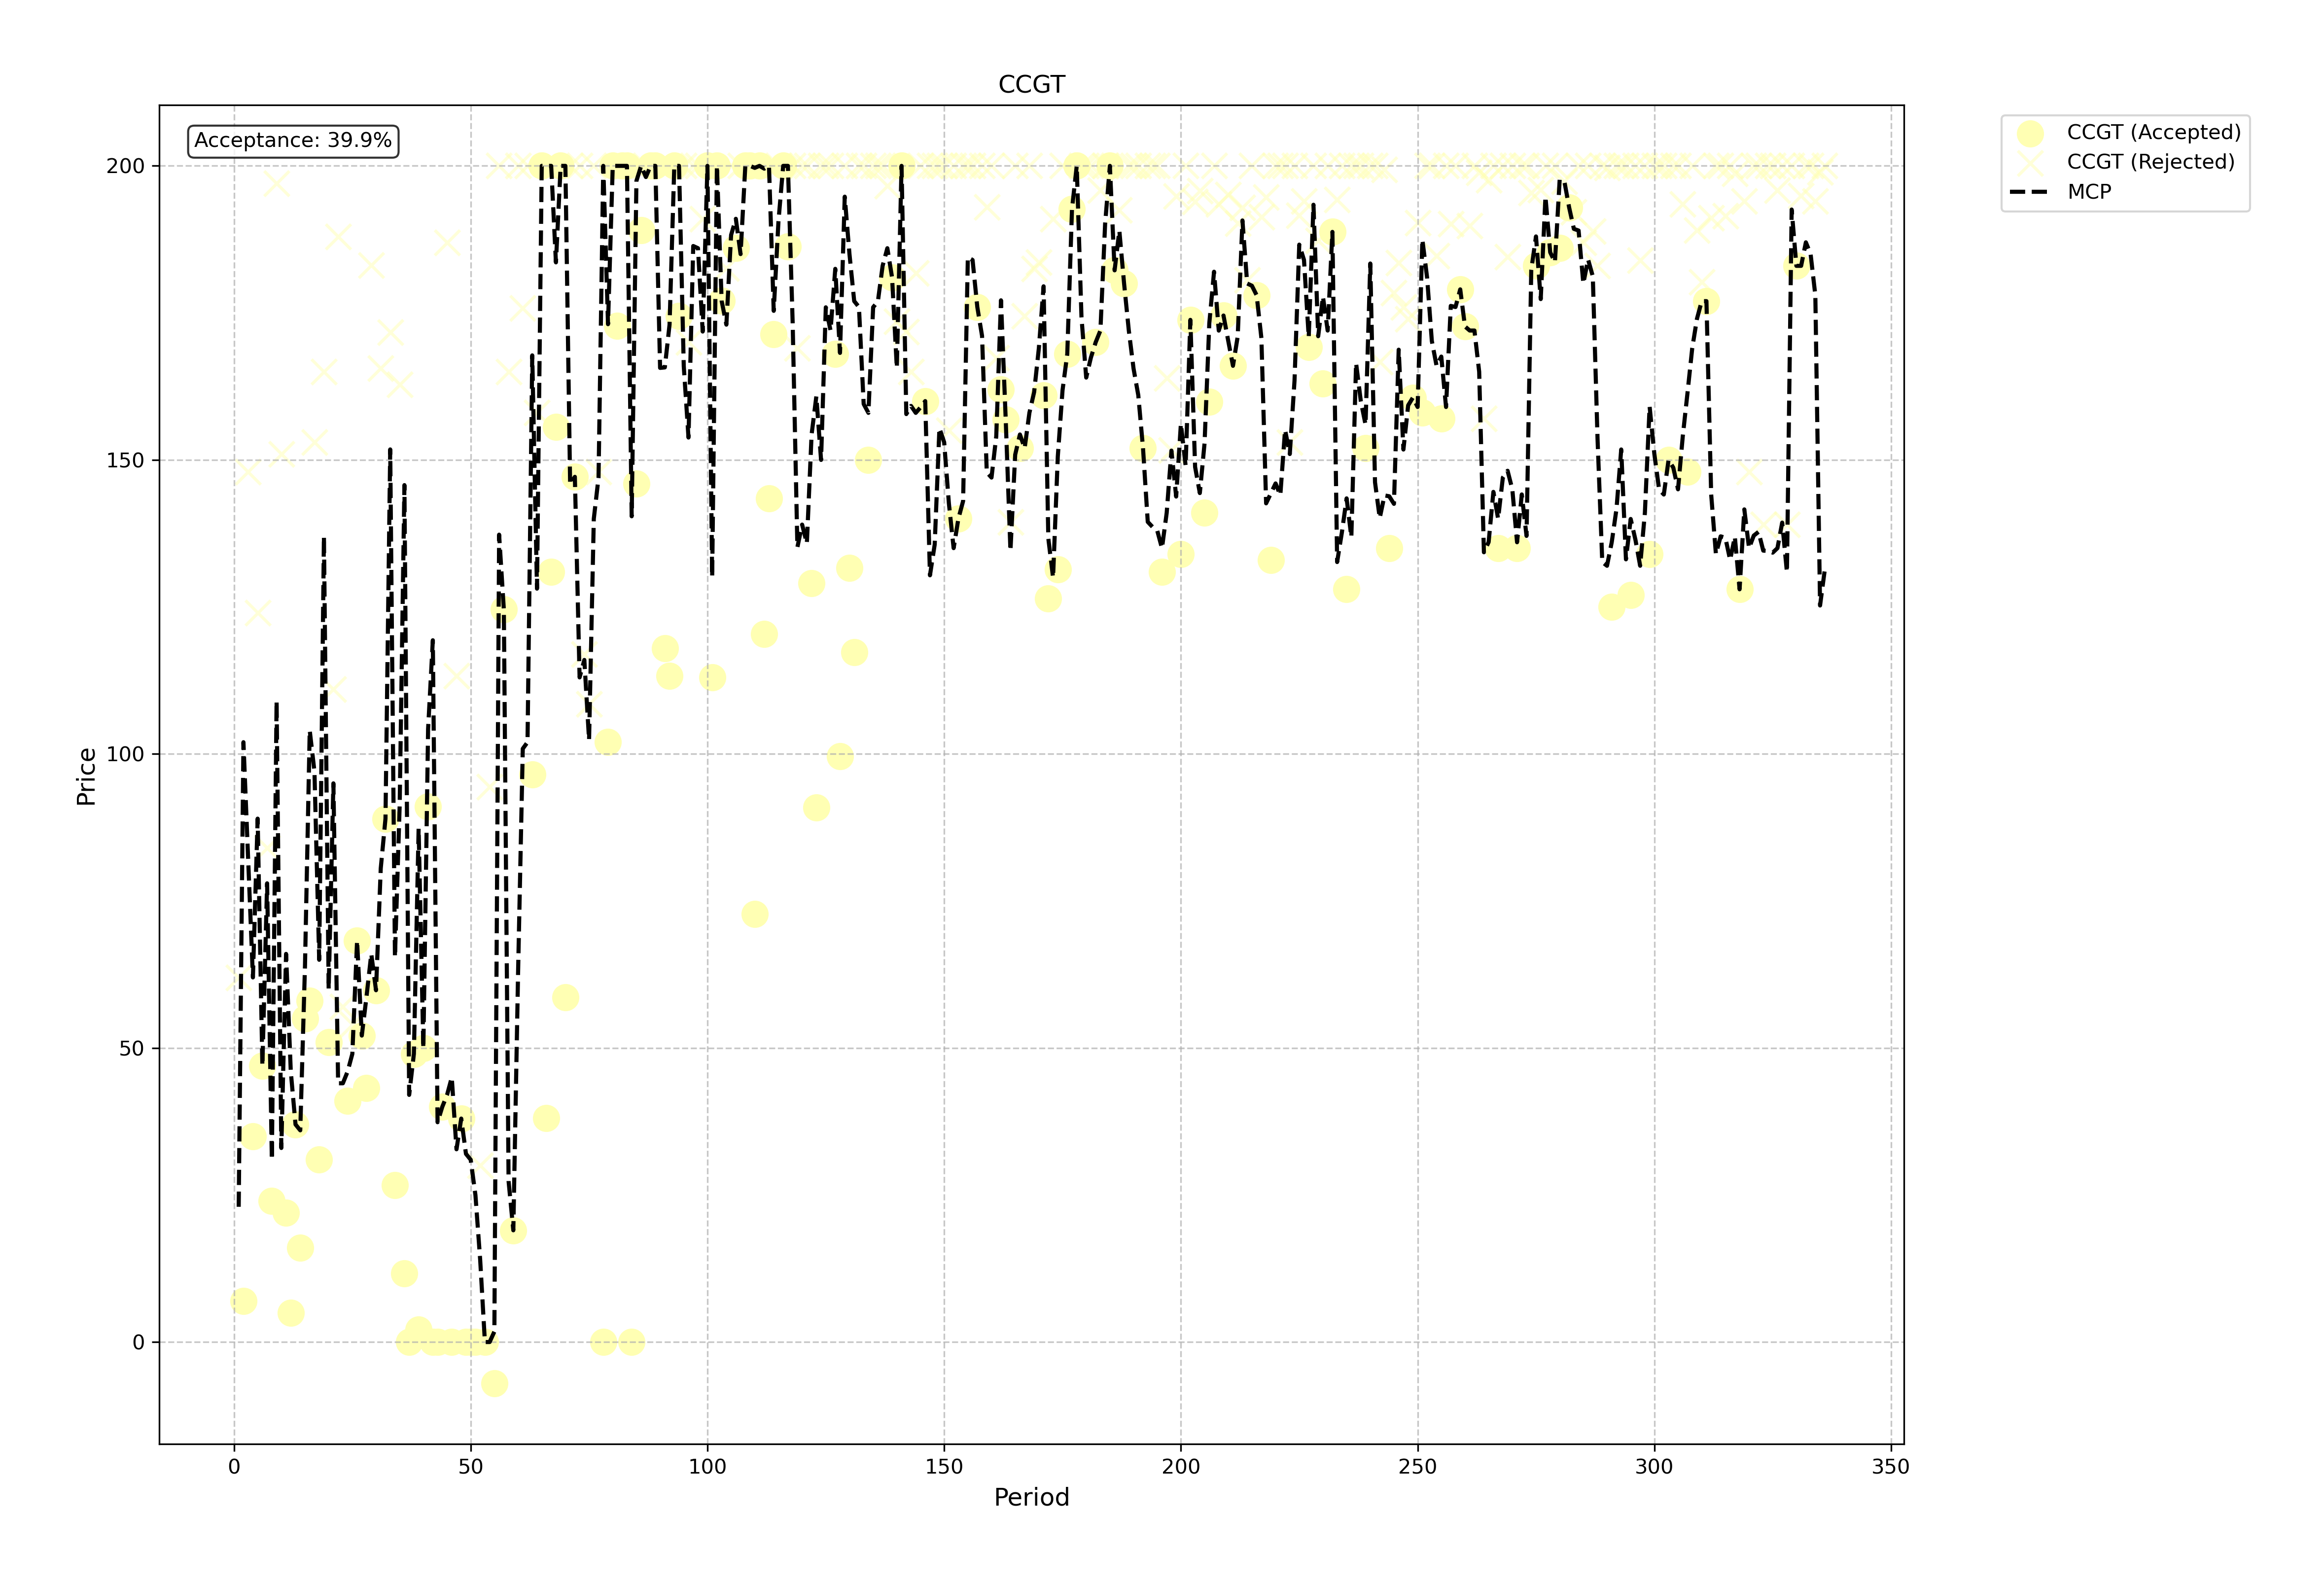 CCGT
Acceptance: 39.9%
CCGT (Accepted)
CCGT (Rejected)
MCP
200
150
100
50
0
Price
0 50 100 150 200 250 300 350
Period